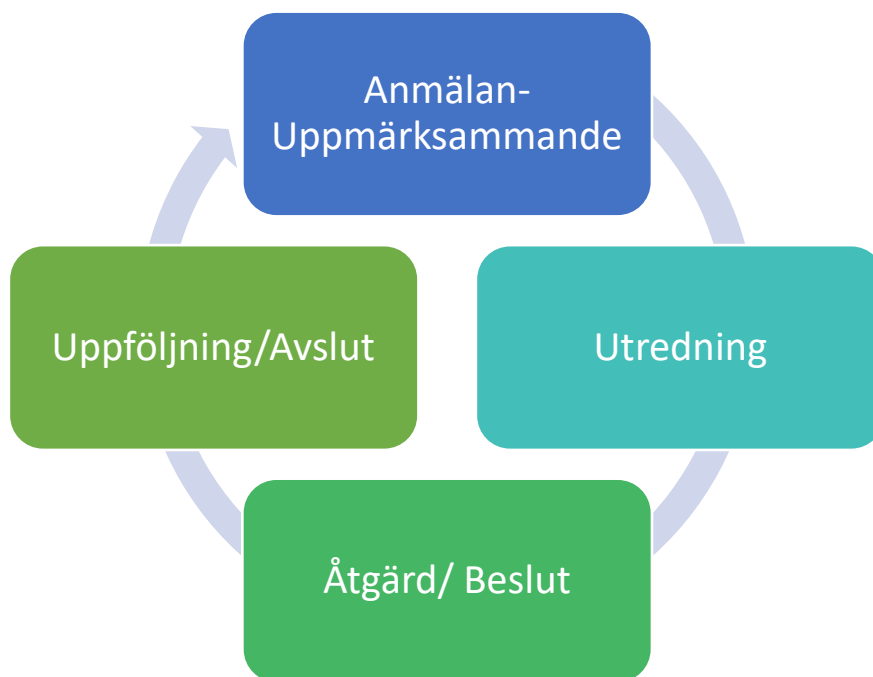 Anmälan-
Uppmärksammande
Utredning
Åtgärd/ Beslut
Uppföljning/Avslut